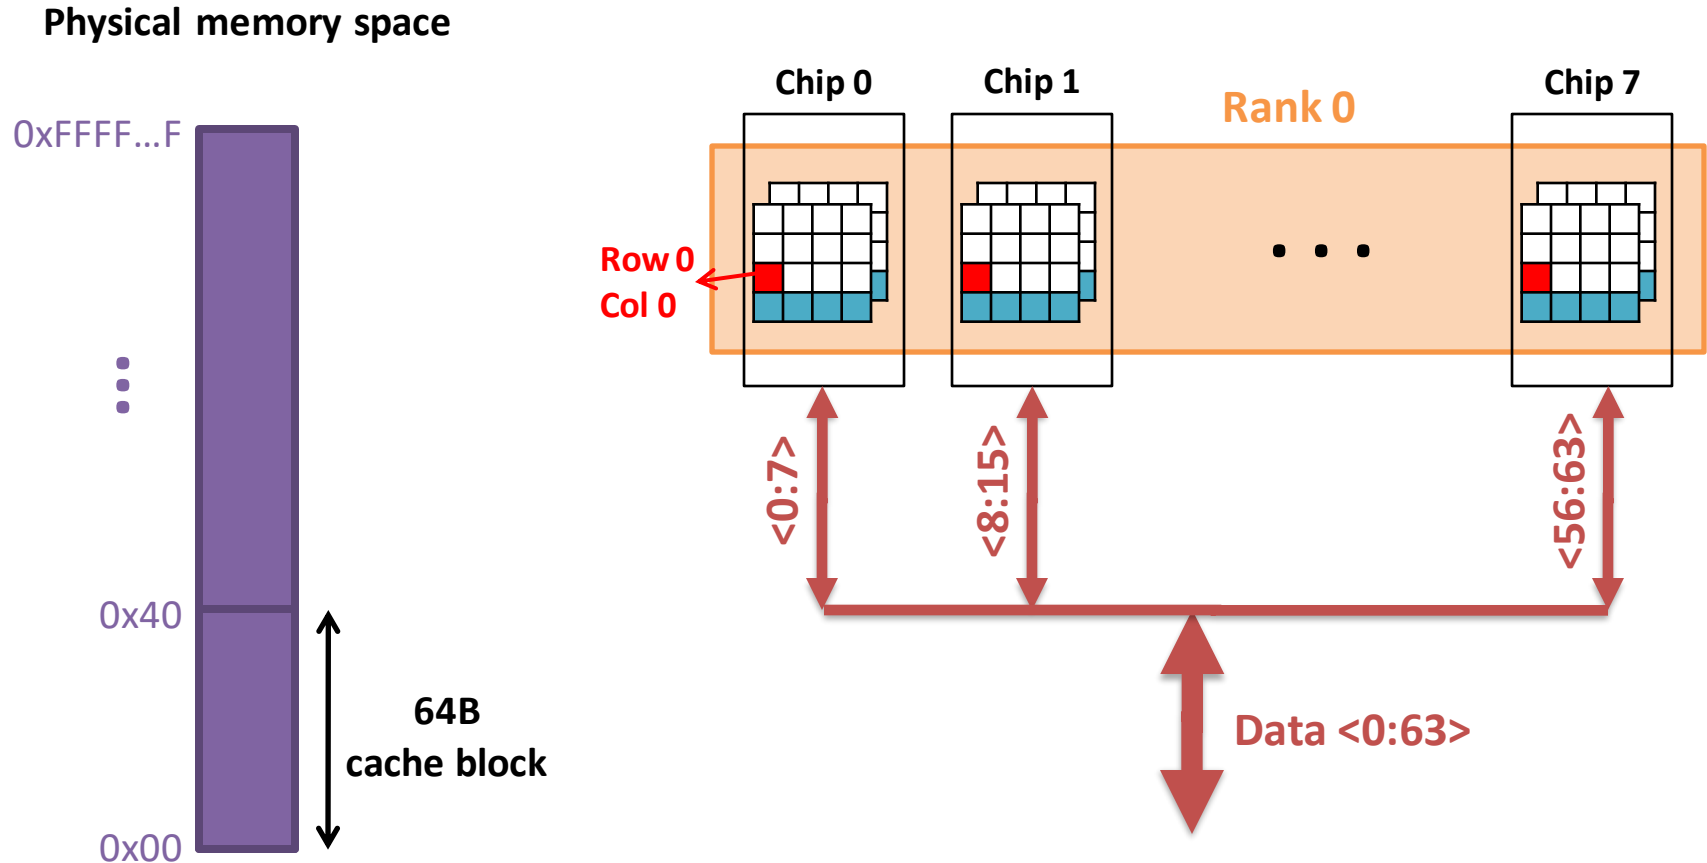 Physical memory space
0xFFFF...F
0x40
64B
cache block
0x00
Chip 0
Chip 1
Chip 7
Rank 0
Row 0
Col 0
. . .
<0:7>
<8:15>
<56:63>
Data <0:63>